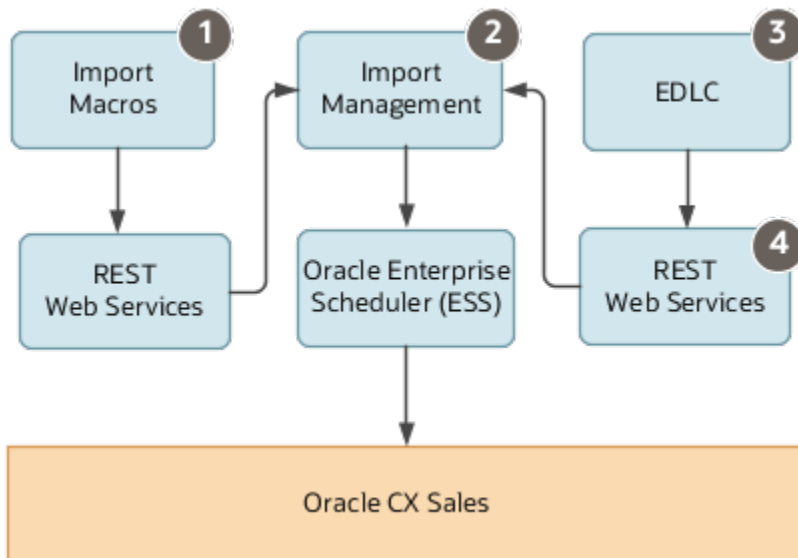 1
Import
Macros
2
Import
Management
3
EDLC
REST
Web Services
Oracle Enterprise
Scheduler (ESS)
4
REST
Web Services
Oracle CX Sales